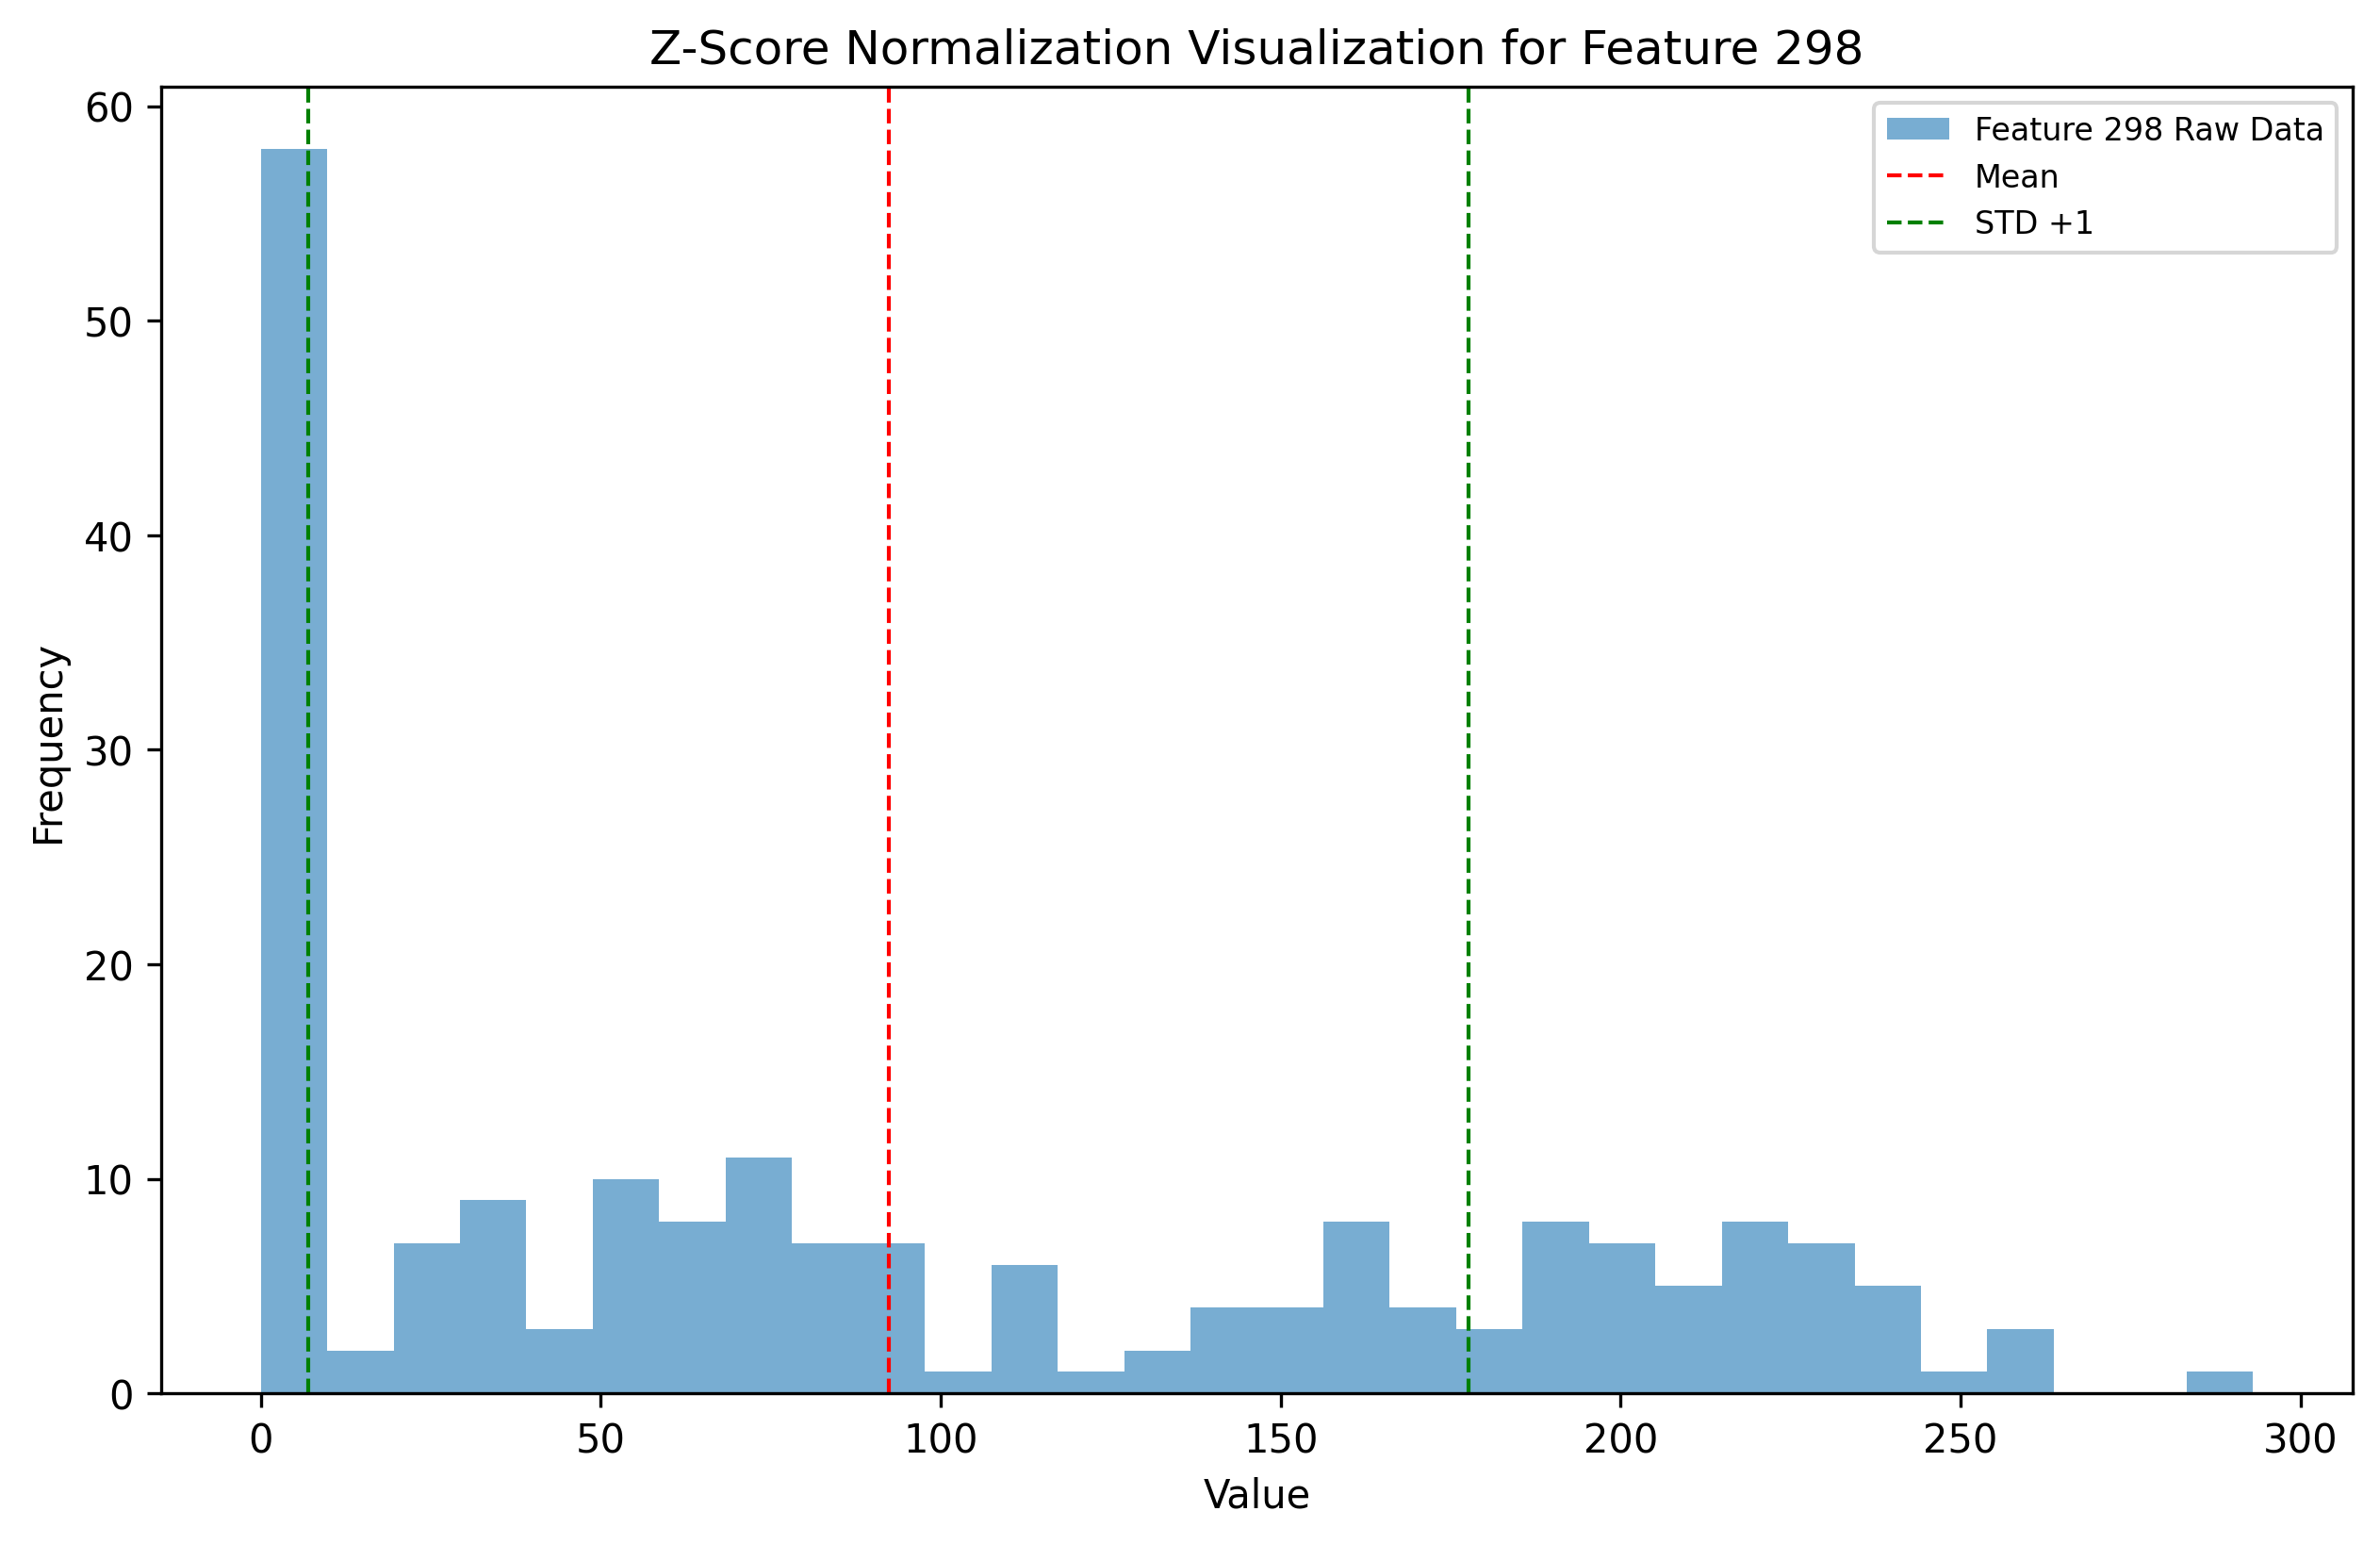 Z-Score Normalization Visualization for Feature 298
Feature 298 Raw Data
Mean
STD +1
60
50
40
30
20
10
0
Frequency
0 50 100 150 200 250 300
Value